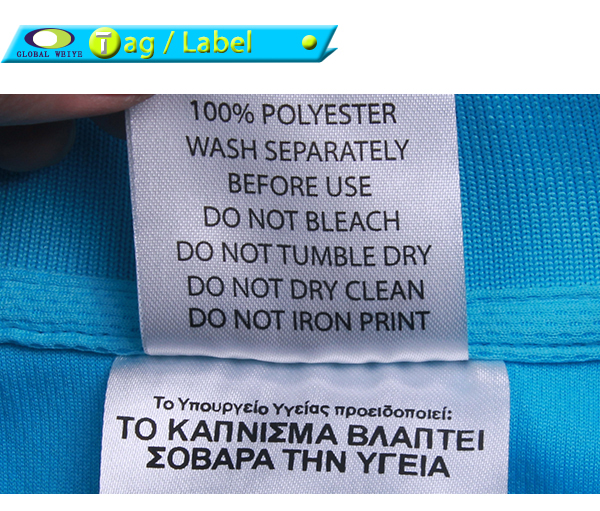 GLOBAL WEIYE
Tag / Label
100% POLYESTER
WASH SEPARATELY
BEFORE USE
DO NOT BLEACH
DO NOT TUMBLE DRY
DO NOT DRY CLEAN
DO NOT IRON PRINT
Το Υπουργείο Υγείας προειδοποιεί:
ΤΟ ΚΑΠΝΙΣΜΑ ΒΛΑΠΤΕΙ
ΣΟΒΑΡΑ ΤΗΝ ΥΓΕΙΑ